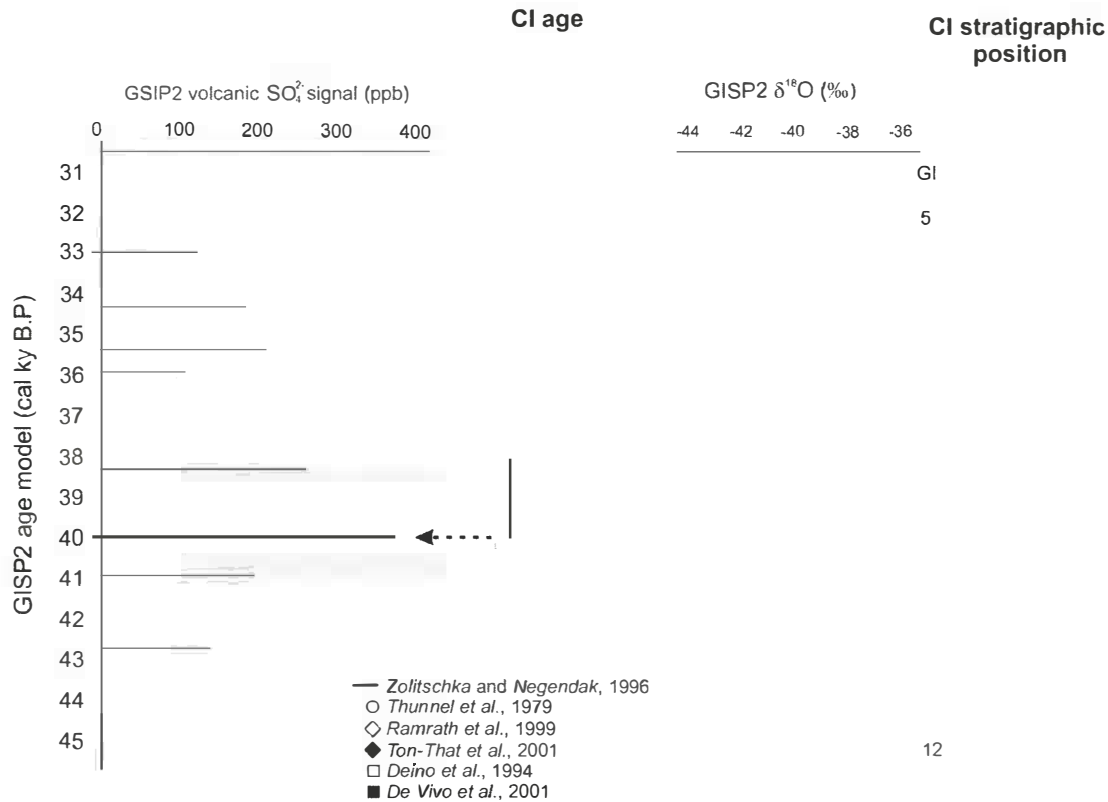 CI age
CI stratigraphic
position
GSIP2 volcanic SO₄²⁻ signal (ppb)
GISP2 δ¹⁸O (‰)
0 100 200 300 400
-44 -42 -40 -38 -36
GISP2 age model (cal ky B.P)
31
32
33
34
35
36
37
38
39
40
41
42
43
44
45
GI
5
12
Zolitschka and Negendak, 1996
Thunnel et al., 1979
Ramrath et al., 1999
Ton-That et al., 2001
Deino et al., 1994
De Vivo et al., 2001